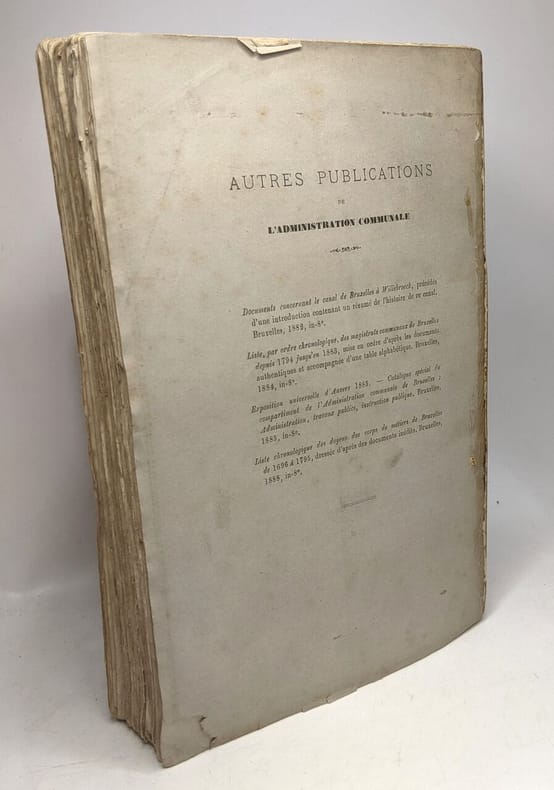 AUTRES PUBLICATIONS
DE
L'ADMINISTRATION COMMUNALE
Documents concernant le canal de Bruxelles à Willebroeck, précédés
d'une introduction contenant un résumé de l'histoire de ce canal.
Bruxelles, 1882, in-8°.
Liste, par ordre chronologique, des magistrats communaux de Bruxelles
depuis 1794 jusqu'en 1883, mise en ordre d'après les documents
authentiques et accompagnée d'une table alphabétique. Bruxelles,
1884, in-8°.
Exposition universelle d'Anvers 1885. — Catalogue spécial du
compartiment de l'Administration communale de Bruxelles :
Administration, travaux publics, instruction publique. Bruxelles,
1885, in-8°.
Liste chronologique des doyens des corps de métiers de Bruxelles
de 1696 à 1795, dressée d'après des documents inédits. Bruxelles,
1888, in-8°.